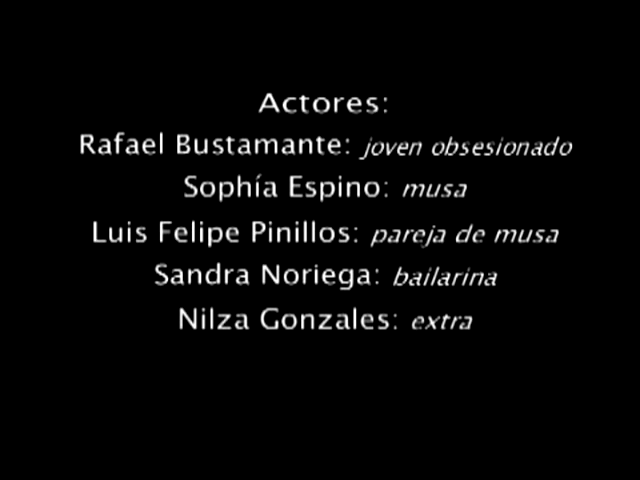 Actores:
Rafael Bustamante: joven obsesionado
Sophía Espino: musa
Luis Felipe Pinillos: pareja de musa
Sandra Noriega: bailarina
Nilza Gonzales: extra